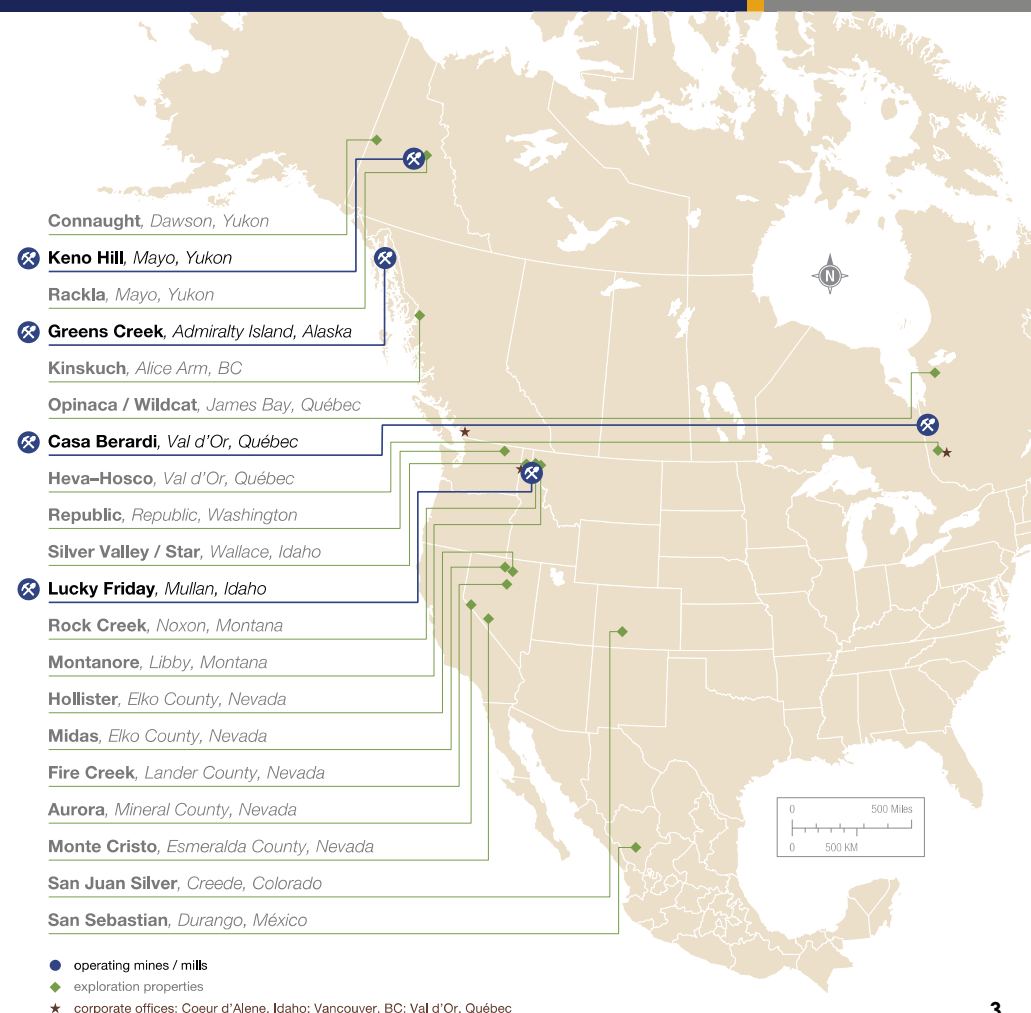 Connaught, Dawson, Yukon
Keno Hill, Mayo, Yukon
Rackla, Mayo, Yukon
Greens Creek, Admiralty Island, Alaska
Kinskuch, Alice Arm, BC
Opinaca / Wildcat, James Bay, Québec
Casa Berardi, Val d'Or, Québec
Heva–Hosco, Val d'Or, Québec
Republic, Republic, Washington
Silver Valley / Star, Wallace, Idaho
Lucky Friday, Mullan, Idaho
Rock Creek, Noxon, Montana
Montanore, Libby, Montana
Hollister, Elko County, Nevada
Midas, Elko County, Nevada
Fire Creek, Lander County, Nevada
Aurora, Mineral County, Nevada
Monte Cristo, Esmeralda County, Nevada
San Juan Silver, Creede, Colorado
San Sebastian, Durango, México
N
0 500 Miles
0 500 KM
operating mines / mills
exploration properties
corporate offices: Coeur d'Alene, Idaho; Vancouver, BC; Val d'Or, Québec
3